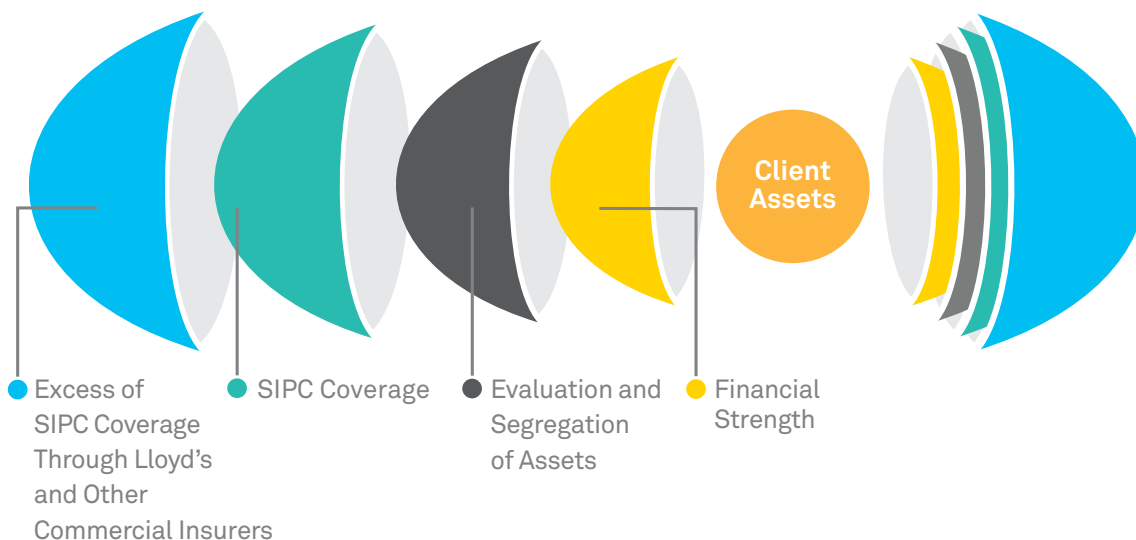 Client
Assets
Excess of
SIPC Coverage
Through Lloyd’s
and Other
Commercial Insurers
SIPC Coverage
Evaluation and
Segregation
of Assets
Financial
Strength